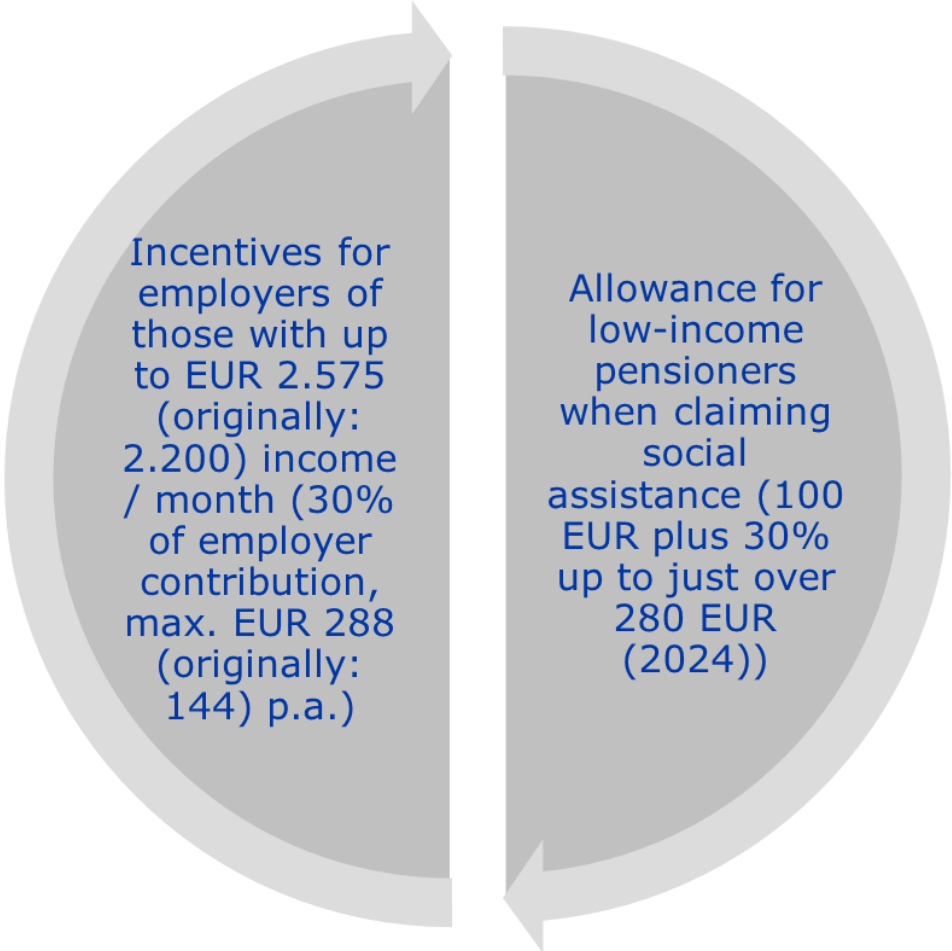 Incentives for
employers of
those with up
to EUR 2.575
(originally:
2.200) income
/ month (30%
of employer
contribution,
max. EUR 288
(originally:
144) p.a.)
Allowance for
low-income
pensioners
when claiming
social
assistance (100
EUR plus 30%
up to just over
280 EUR
(2024))